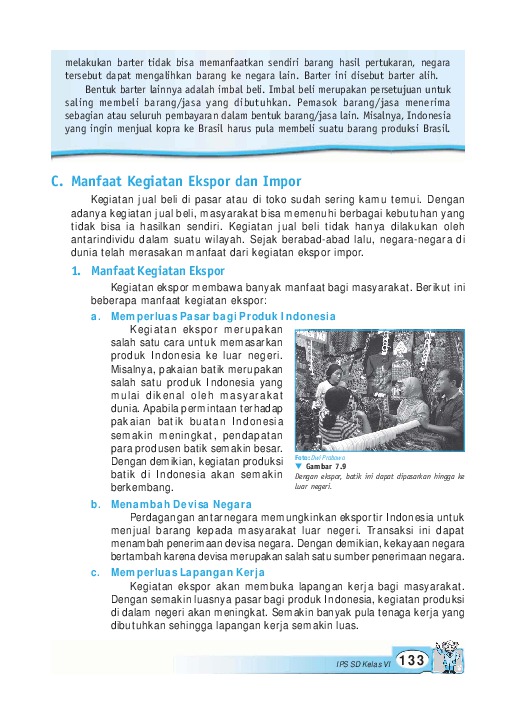 melakukan barter tidak bisa memanfaatkan sendiri barang hasil pertukaran, negara
tersebut dapat mengalihkan barang ke negara lain. Barter ini disebut barter alih.
Bentuk barter lainnya adalah imbal beli. Imbal beli merupakan persetujuan untuk
saling membeli barang/jasa yang dibutuhkan. Pemasok barang/jasa menerima
sebagian atau seluruh pembayaran dalam bentuk barang/jasa lain. Misalnya, Indonesia
yang ingin menjual kopra ke Brasil harus pula membeli suatu barang produksi Brasil.
C. Manfaat Kegiatan Ekspor dan Impor
Kegiatan jual beli di pasar atau di toko sudah sering kamu temui. Dengan
adanya kegiatan jual beli, masyarakat bisa memenuhi berbagai kebutuhan yang
tidak bisa ia hasilkan sendiri. Kegiatan jual beli tidak hanya dilakukan oleh
antarindividu dalam suatu wilayah. Sejak berabad-abad lalu, negara-negara di
dunia telah merasakan manfaat dari kegiatan ekspor impor.
1. Manfaat Kegiatan Ekspor
Kegiatan ekspor membawa banyak manfaat bagi masyarakat. Berikut ini
beberapa manfaat kegiatan ekspor:
a. Memperluas Pasar bagi Produk Indonesia
Kegiatan ekspor merupakan
salah satu cara untuk memasarkan
produk Indonesia ke luar negeri.
Misalnya, pakaian batik merupakan
salah satu produk Indonesia yang
mulai dikenal oleh masyarakat
dunia. Apabila permintaan terhadap
pakaian batik buatan Indonesia
semakin meningkat, pendapatan
para produsen batik semakin besar.
Dengan demikian, kegiatan produksi
batik di Indonesia akan semakin
berkembang.
Foto: Dwi Prabowo
▼ Gambar 7.9
Dengan ekspor, batik ini dapat dipasarkan hingga ke
luar negeri.
b. Menambah Devisa Negara
Perdagangan antarnegara memungkinkan eksportir Indonesia untuk
menjual barang kepada masyarakat luar negeri. Transaksi ini dapat
menambah penerimaan devisa negara. Dengan demikian, kekayaan negara
bertambah karena devisa merupakan salah satu sumber penerimaan negara.
c. Memperluas Lapangan Kerja
Kegiatan ekspor akan membuka lapangan kerja bagi masyarakat.
Dengan semakin luasnya pasar bagi produk Indonesia, kegiatan produksi
di dalam negeri akan meningkat. Semakin banyak pula tenaga kerja yang
dibutuhkan sehingga lapangan kerja semakin luas.
IPS SD Kelas VI 133